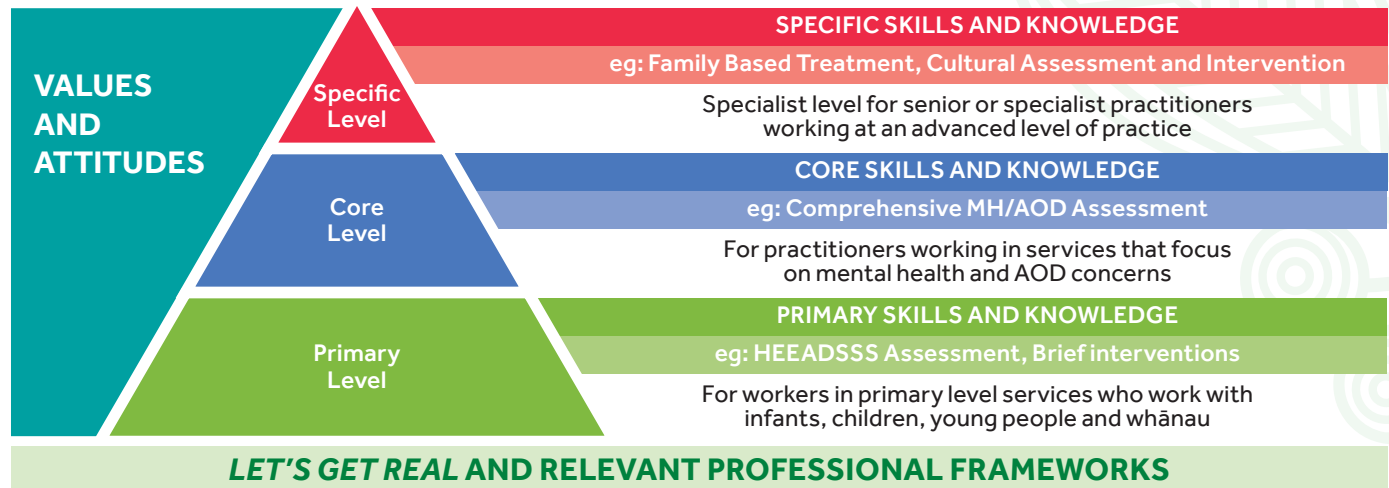 VALUES
AND
ATTITUDES
Specific
Level
SPECIFIC SKILLS AND KNOWLEDGE
eg: Family Based Treatment, Cultural Assessment and Intervention
Specialist level for senior or specialist practitioners
working at an advanced level of practice
Core
Level
CORE SKILLS AND KNOWLEDGE
eg: Comprehensive MH/AOD Assessment
For practitioners working in services that focus
on mental health and AOD concerns
Primary
Level
PRIMARY SKILLS AND KNOWLEDGE
eg: HEEADSSS Assessment, Brief interventions
For workers in primary level services who work with
infants, children, young people and whānau
LET'S GET REAL AND RELEVANT PROFESSIONAL FRAMEWORKS